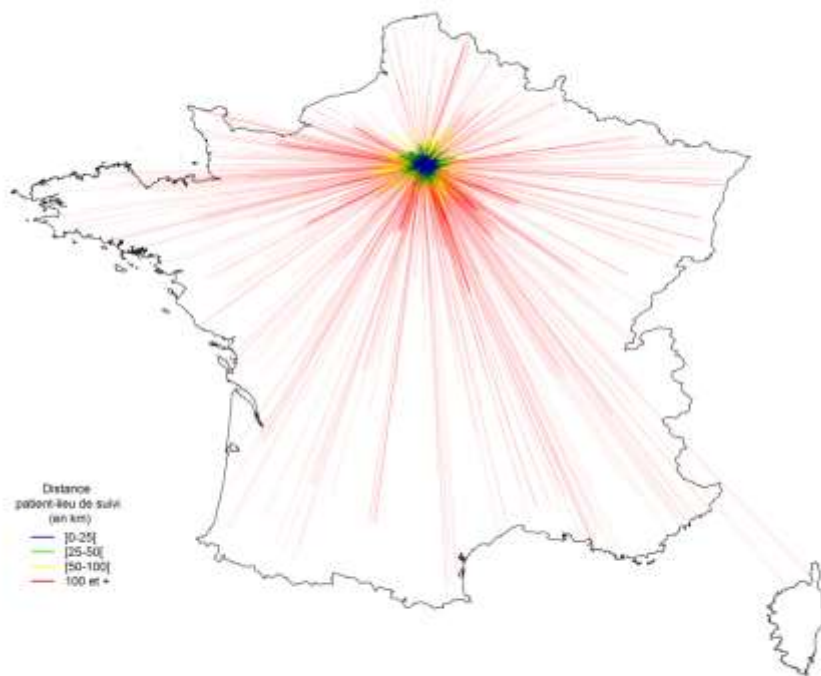 Distance
patient-lieu de suivi
(en km)
[0-25[
[25-50[
[50-100[
100 et +